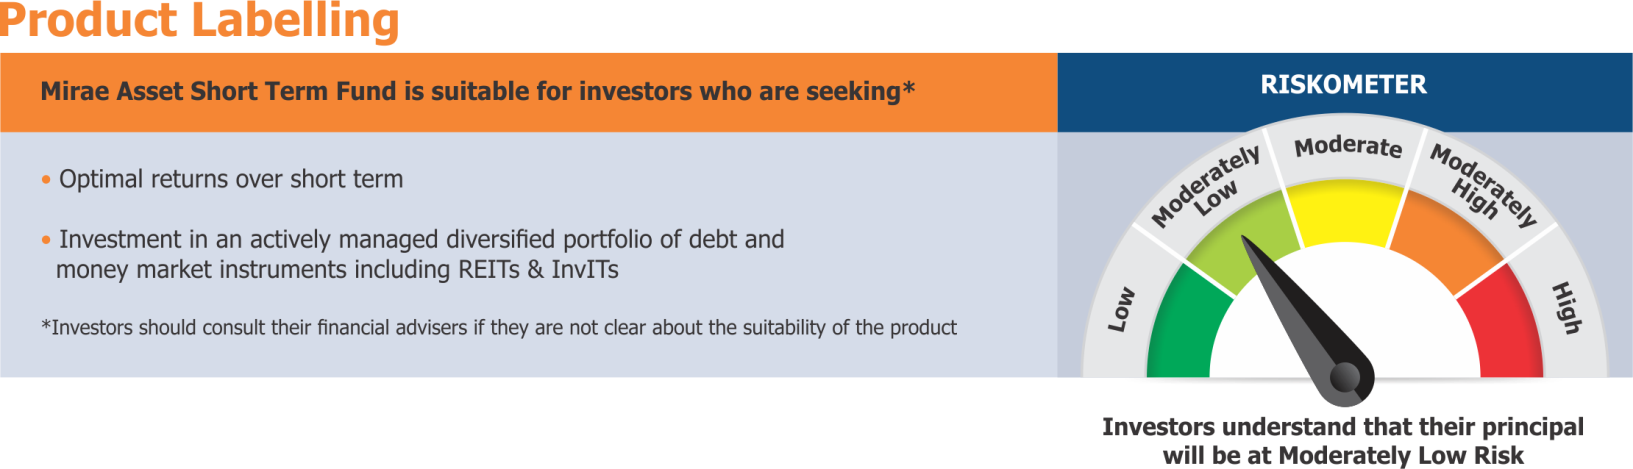 Product Labelling
Mirae Asset Short Term Fund is suitable for investors who are seeking*
• Optimal returns over short term
• Investment in an actively managed diversified portfolio of debt and
money market instruments including REITs & InvITs
*Investors should consult their financial advisers if they are not clear about the suitability of the product
RISKOMETER
Low
Moderately
Low
Moderate
Moderately
High
High
Investors understand that their principal
will be at Moderately Low Risk